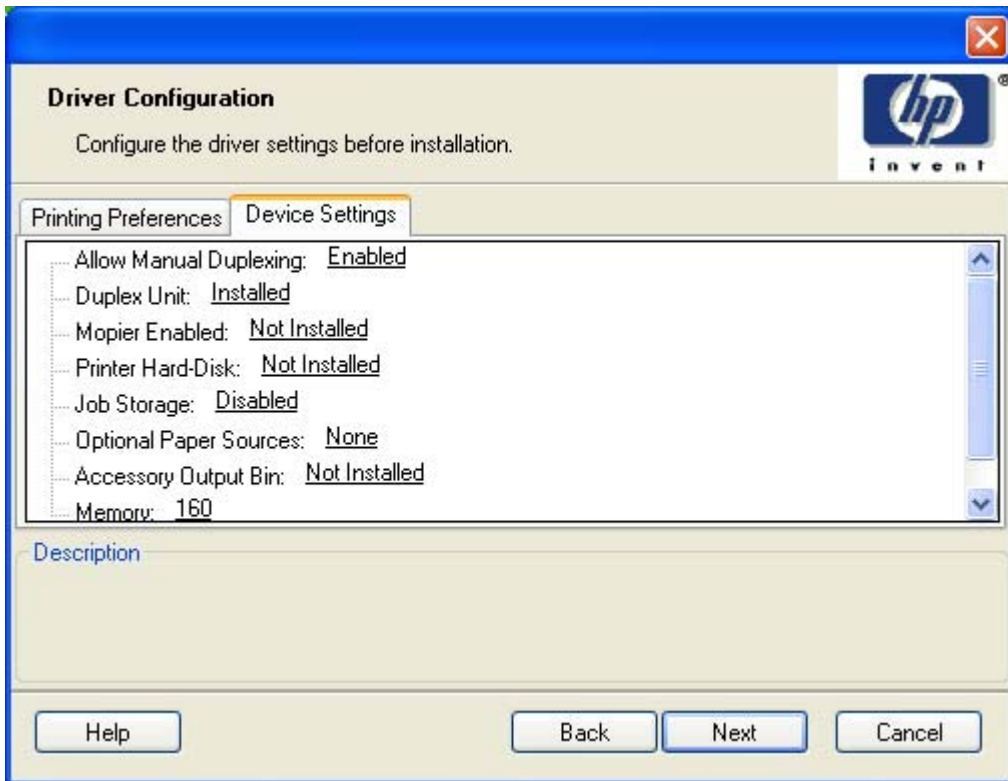 Driver Configuration
Configure the driver settings before installation.
hp
®
invent
Printing Preferences
Device Settings
Allow Manual Duplexing: Enabled
Duplex Unit: Installed
Mopier Enabled: Not Installed
Printer Hard-Disk: Not Installed
Job Storage: Disabled
Optional Paper Sources: None
Accessory Output Bin: Not Installed
Memory: 160
Description
Help
Back
Next
Cancel